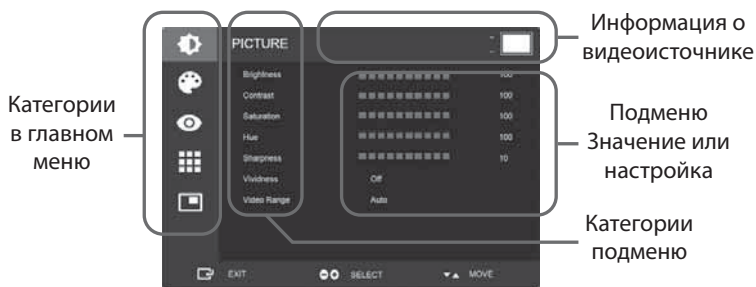 Информация о
видеоисточнике
PICTURE
Brightness 100
Contrast 100
Saturation 100
Hue 100
Sharpness 10
Vividness Off
Video Range Auto
EXIT SELECT MOVE
Категории
в главном
меню
Подменю
Значение или
настройка
Категории
подменю